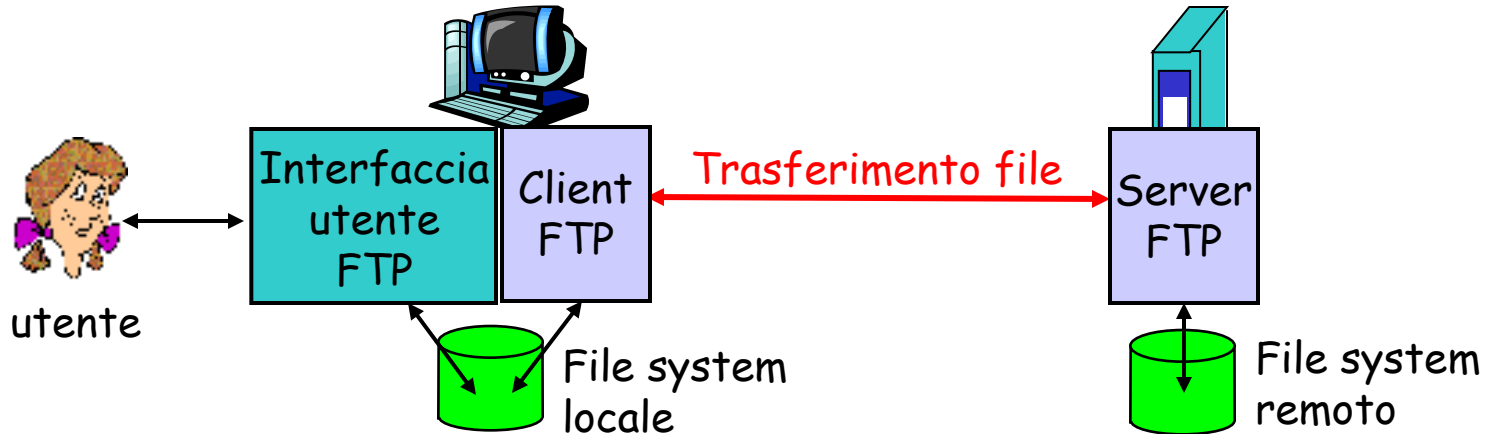 utente
Interfaccia
utente
FTP
Client
FTP
Trasferimento file
Server
FTP
File system
locale
File system
remoto